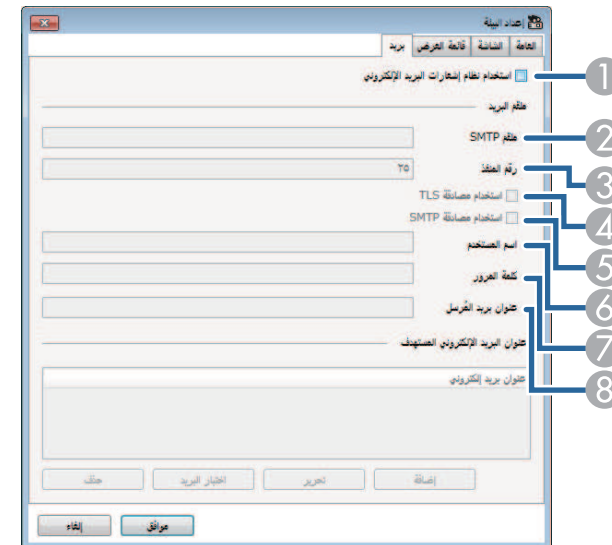 إعداد البيئة
العامة الشاشة قائمة العرض بريد
استخدام نظام إشعارات البريد الإلكتروني
1
ملقم البريد
ملقم SMTP
2
رقم المنفذ
٢٥
3
استخدام مصادقة TLS
4
استخدام مصادقة SMTP
5
اسم المستخدم
6
كلمة المرور
7
عنوان بريد المُرسل
8
عنوان البريد الإلكتروني المستهدف
عنوان بريد إلكتروني
إضافة تحرير اختبار البريد حذف
موافق إلغاء